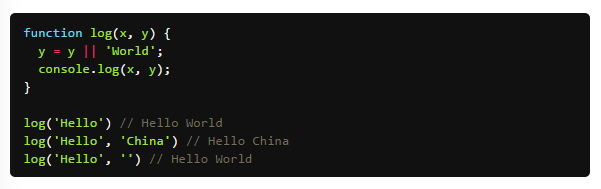 function log(x, y) {
  y = y || 'World';
  console.log(x, y);
}

log('Hello') // Hello World
log('Hello', 'China') // Hello China
log('Hello', '') // Hello World